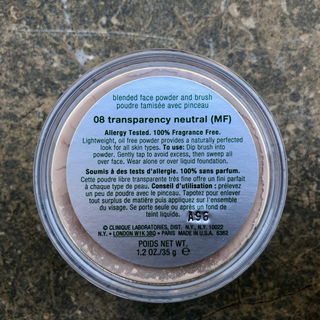 blended face powder and brush
poudre tamisée avec pinceau
08 transparency neutral (MF)
Allergy Tested. 100% Fragrance Free.
Lightweight, oil free powder provides a naturally perfected
look for all skin types. To use: Dip brush into
powder. Gently tap to avoid excess, then sweep all
over face. Wear alone or over liquid foundation.
Soumis à des tests d'allergie. 100% sans parfum.
Cette poudre libre transparente très fine offre un fini parfait
à chaque type de peau. Conseil d'utilisation : prélevez
un peu de poudre avec le pinceau. Tapotez pour enlever
tout surplus de matière puis appliquez sur l'ensemble
du visage. Se porte seule ou après un fond de
teint liquide.
A96
© CLINIQUE LABORATORIES, DIST. N.Y., N.Y. 10022
N.Y. • LONDON W1K 3BQ • PARIS MADE IN U.S.A. 6382
POIDS NET WT.
1.2 OZ./35 g ℮